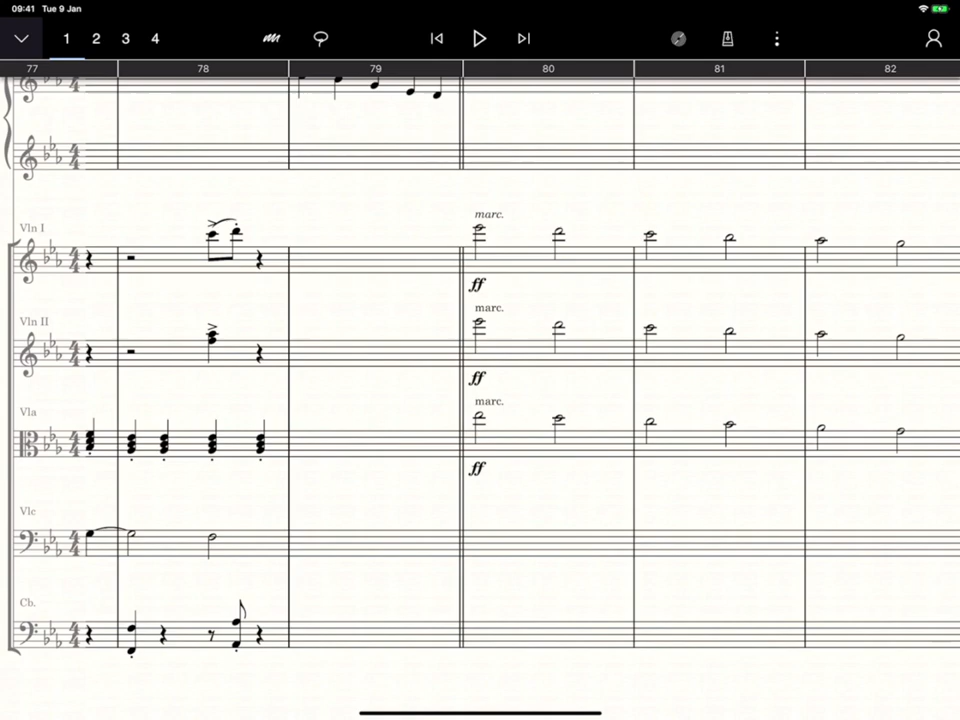 09:41 Tue 9 Jan
1 2 3 4
77 78 79 80 81 82
Vln I
marc.
ff
Vln II
marc.
ff
Vla
marc.
ff
Vlc
Cb.